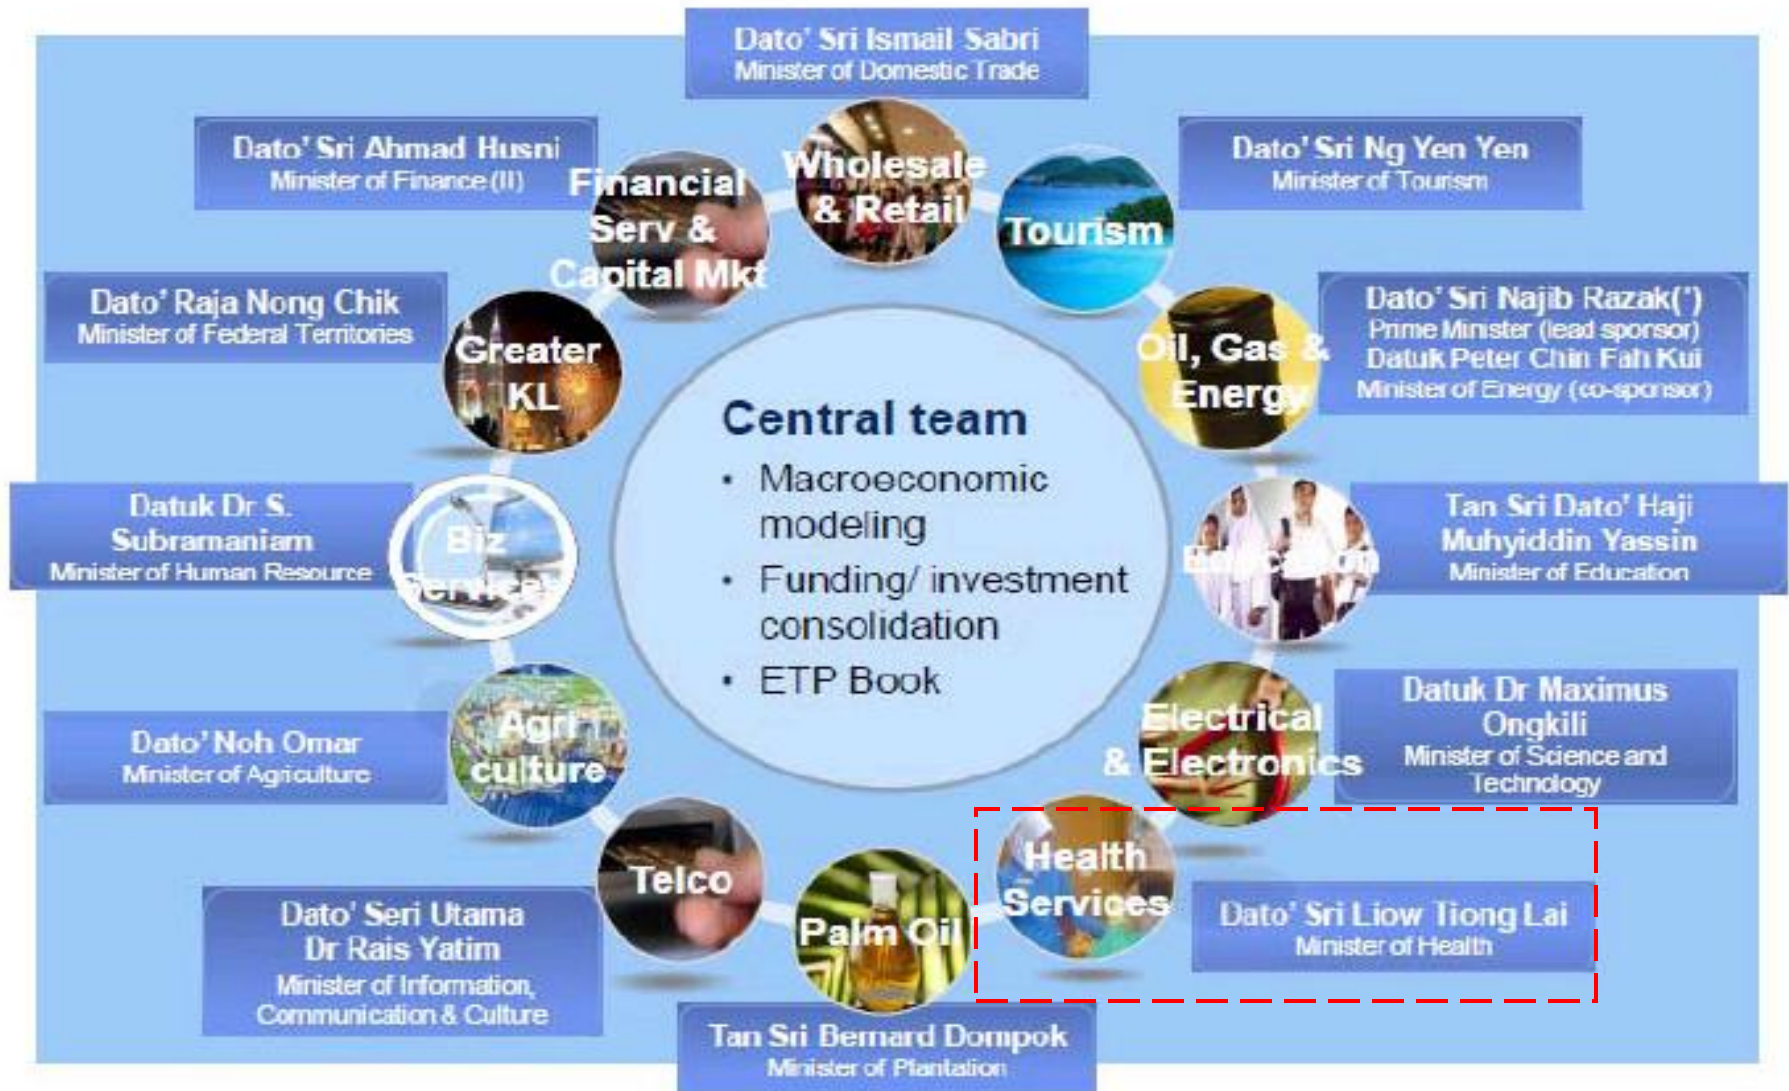 Dato' Sri Ismail Sabri
Minister of Domestic Trade
Dato' Sri Ahmad Husni
Minister of Finance (II)
Financial
Serv &
Capital Mkt
Wholesale
& Retail
Tourism
Dato' Sri Ng Yen Yen
Minister of Tourism
Dato' Raja Nong Chik
Minister of Federal Territories
Greater
KL
Oil, Gas &
Energy
Dato' Sri Najib Razak(*)
Prime Minister (lead sponsor)
Datuk Peter Chin Fah Kui
Minister of Energy (co-sponsor)
Central team
• Macroeconomic
modeling
• Funding/ investment
consolidation
• ETP Book
Datuk Dr S.
Subramaniam
Minister of Human Resource
Biz
Services
Education
Tan Sri Dato' Haji
Muhyiddin Yassin
Minister of Education
Dato' Noh Omar
Minister of Agriculture
Agri
culture
Electrical
& Electronics
Datuk Dr Maximus
Ongkili
Minister of Science and
Technology
Dato' Seri Utama
Dr Rais Yatim
Minister of Information,
Communication & Culture
Telco
Palm Oil
Health
Services
Dato' Sri Liow Tiong Lai
Minister of Health
Tan Sri Bernard Dompok
Minister of Plantation